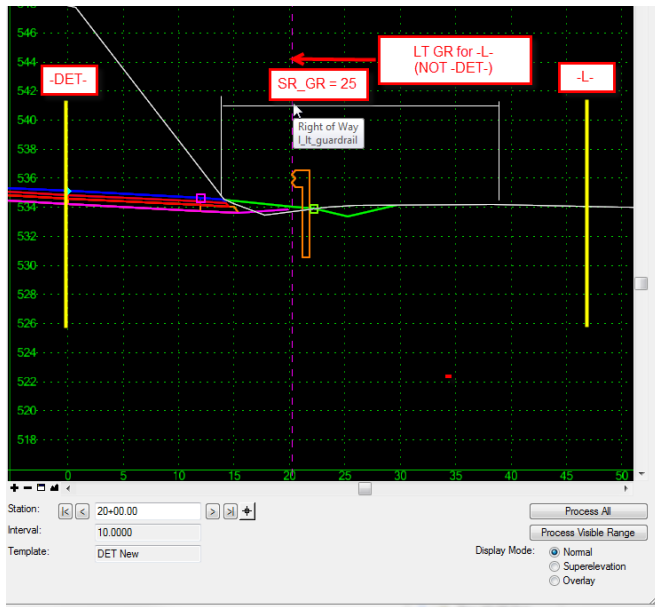 546
544
542
540
538
536
534
532
530
528
526
524
522
520
518
LT GR for -L-
(NOT -DET-)
-DET-
SR_GR = 25
-L-
Right of Way
l_lt_guardrail
0 5 10 15 20 25 30 35 40 45 50
Station: 20+00.00
Interval: 10.0000
Template: DET New
Process All
Process Visible Range
Display Mode: Normal
Superelevation
Overlay